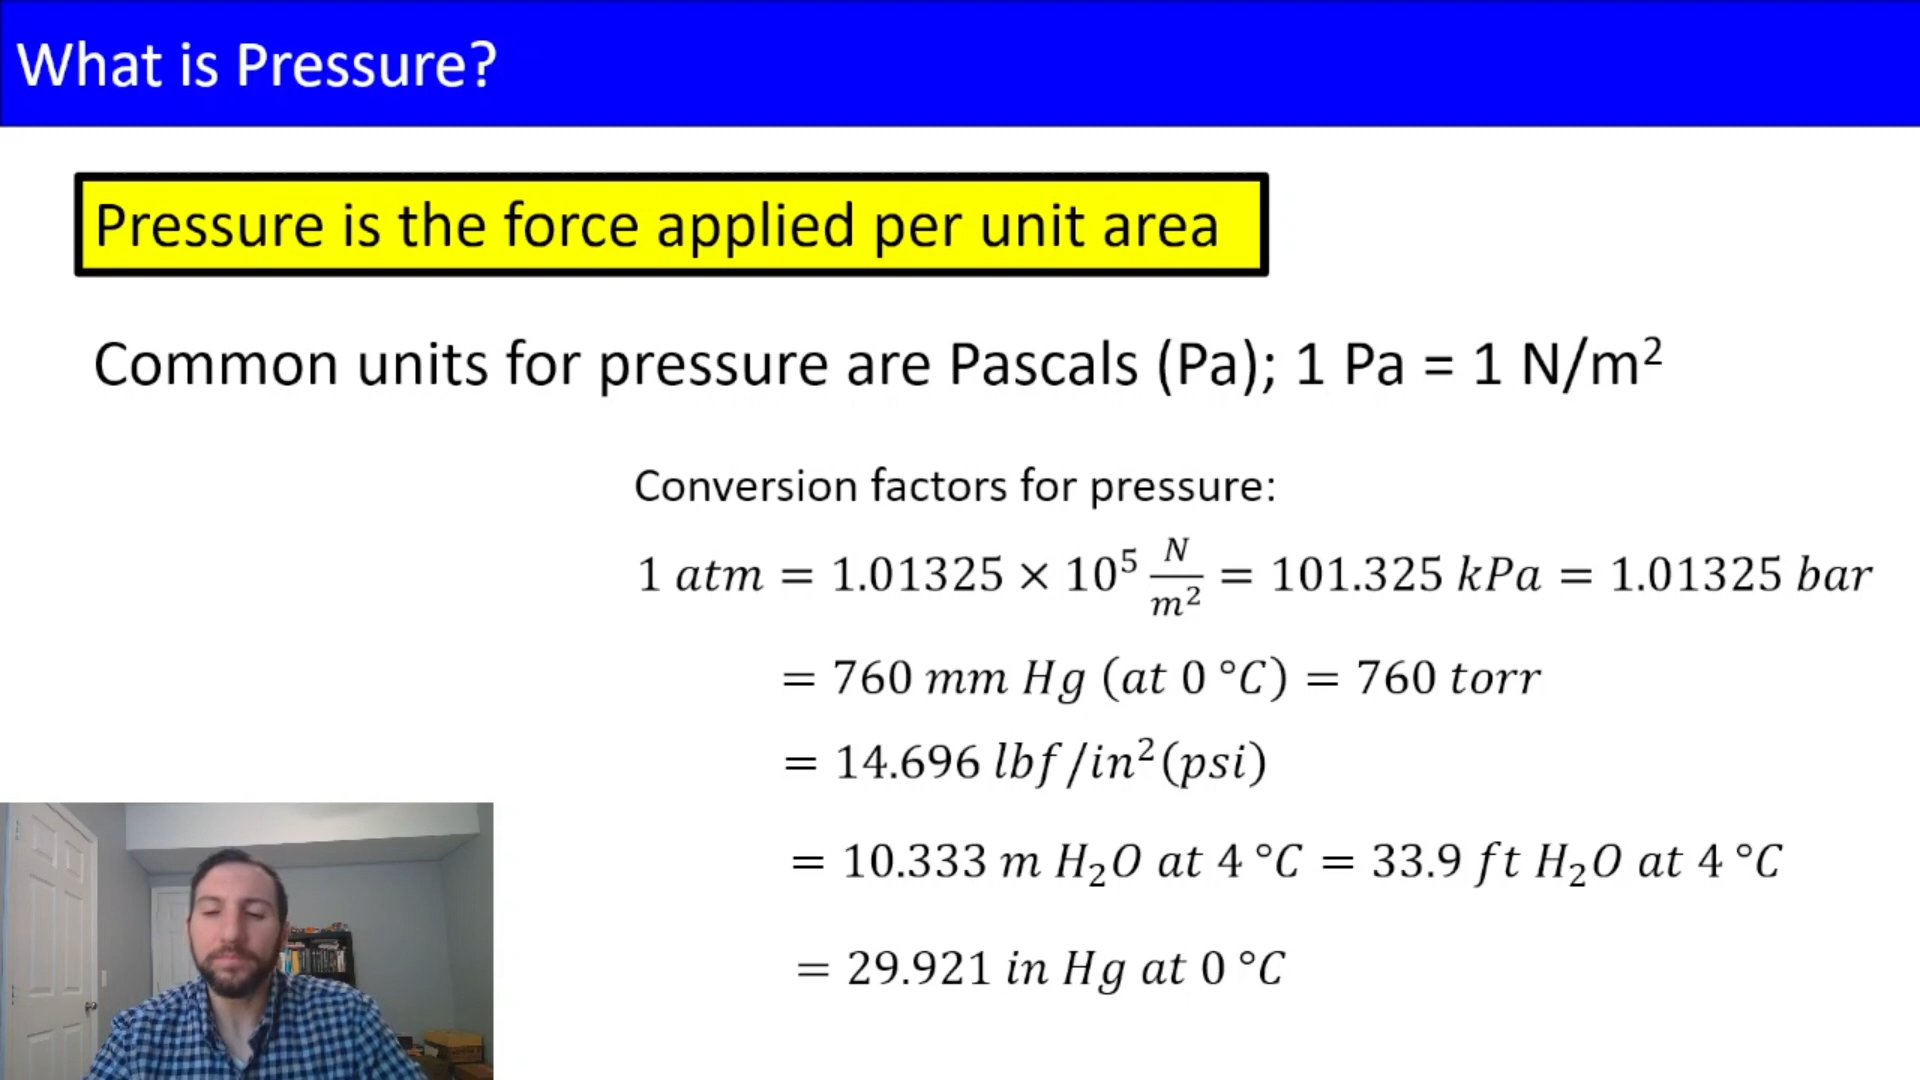 What is Pressure?
Pressure is the force applied per unit area
Common units for pressure are Pascals (Pa); 1 Pa = 1 N/m²
Conversion factors for pressure:
1 atm = 1.01325 × 10⁵ N/m² = 101.325 kPa = 1.01325 bar
= 760 mm Hg (at 0 °C) = 760 torr
= 14.696 lbf/in²(psi)
= 10.333 m H₂O at 4 °C = 33.9 ft H₂O at 4 °C
= 29.921 in Hg at 0 °C